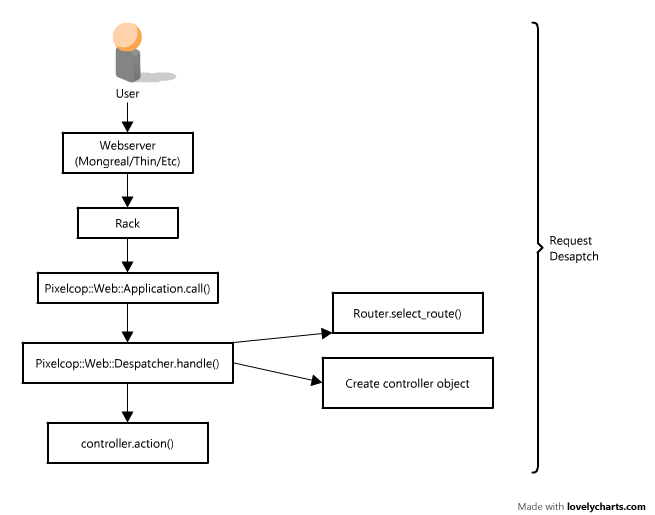 User
Webserver
(Mongreal/Thin/Etc)
Rack
Pixelcop::Web::Application.call()
Router.select_route()
Pixelcop::Web::Despatcher.handle()
Create controller object
controller.action()
Request
Desaptch
Made with lovelycharts.com